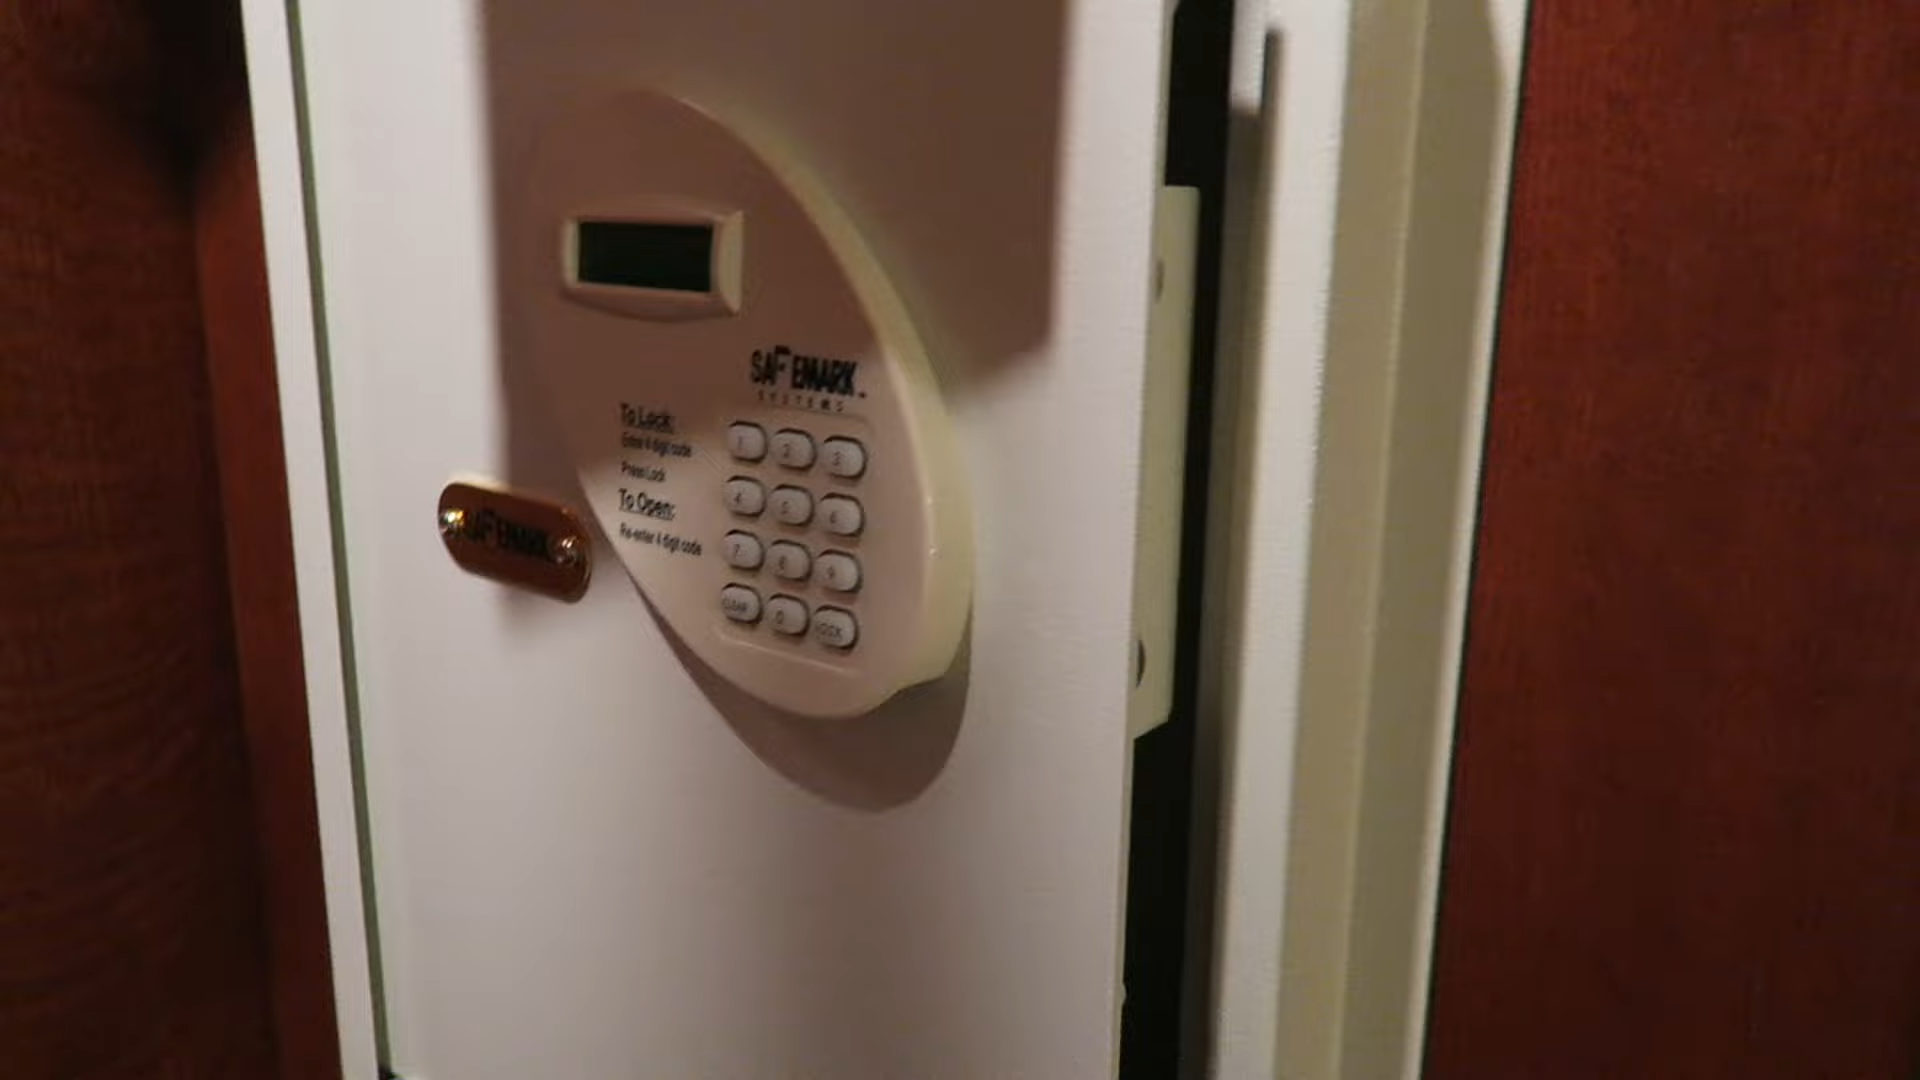 SAFEMARK
SYSTEMS
To Lock:
Enter 4 digit code
Press Lock
To Open:
Re-enter 4 digit code
1 2 3
4 5 6
7 8 9
CLEAR 0 LOCK
SAFEMARK